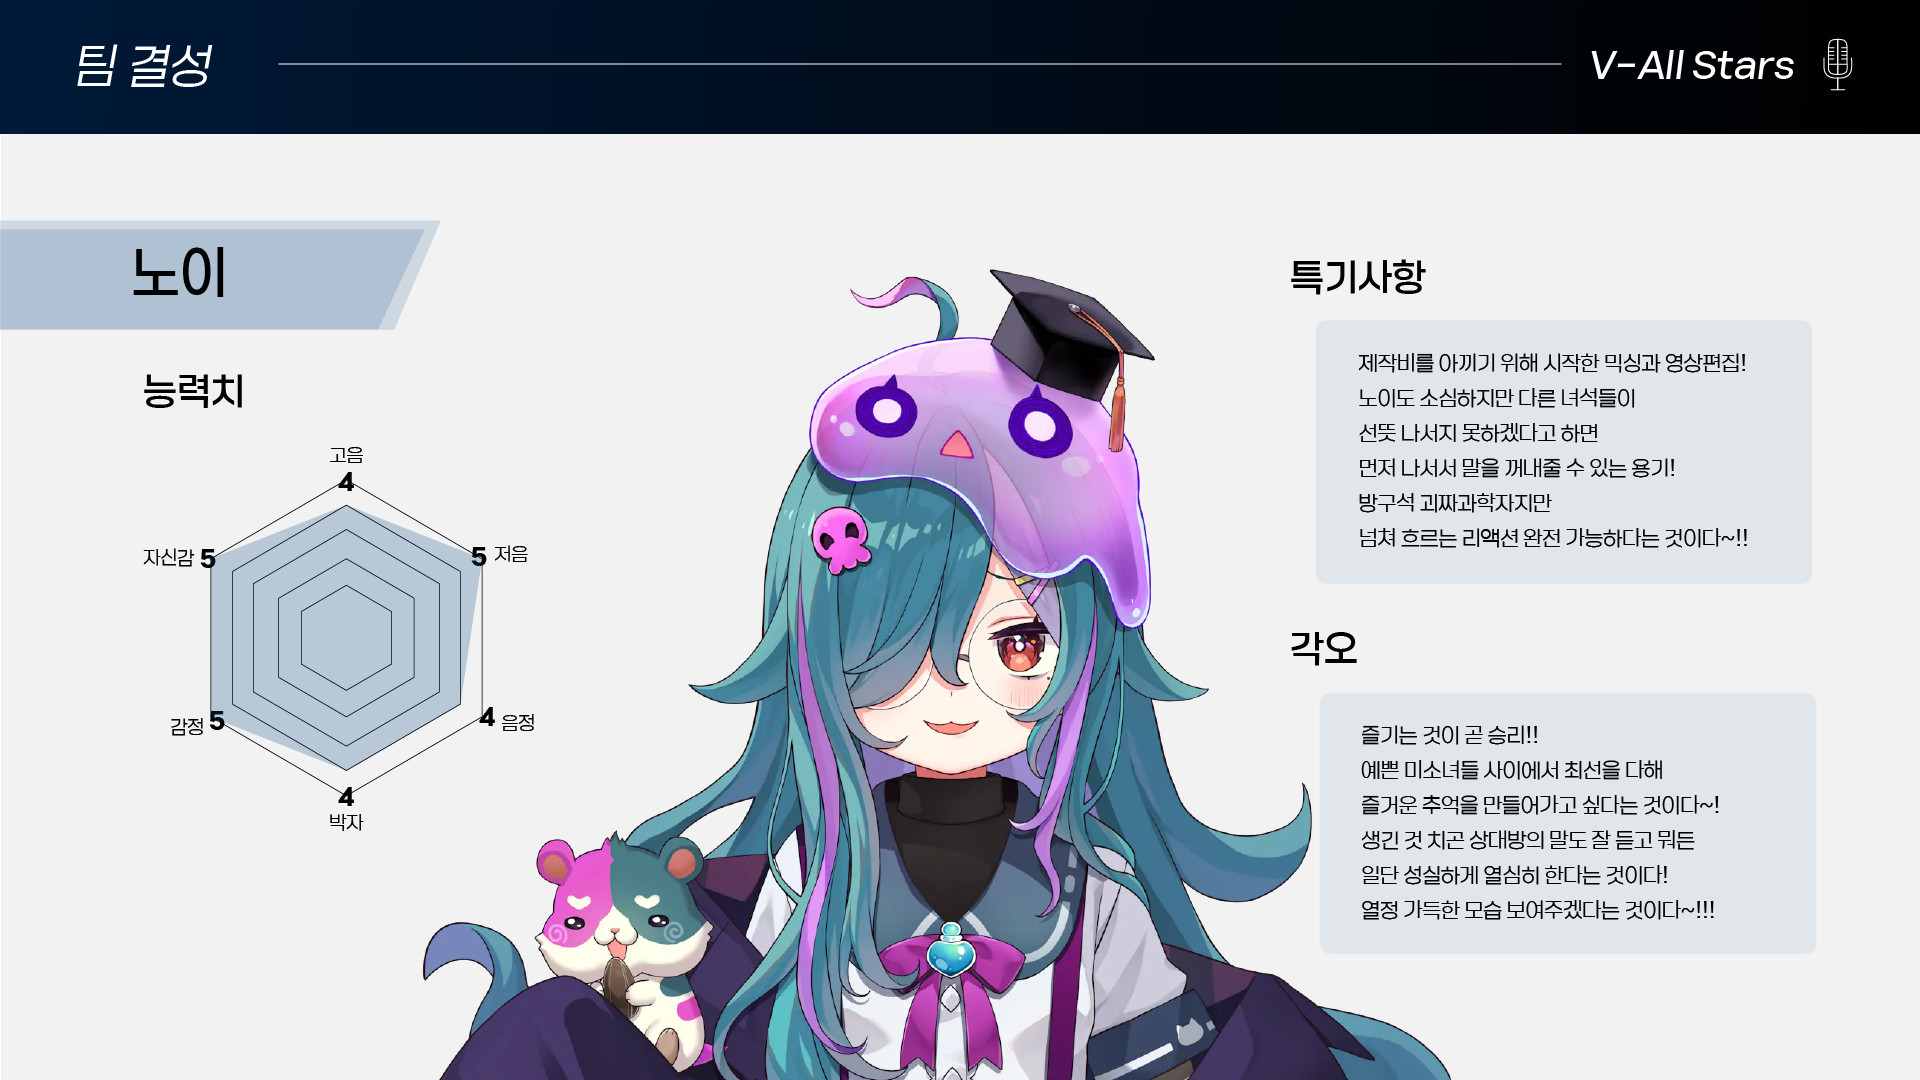 팀 결성
V-All Stars
노이
능력치
고음
4
자신감 5
5 저음
감정 5
4 음정
4
박자
특기사항
제작비를 아끼기 위해 시작한 믹싱과 영상편집!
노이도 소심하지만 다른 녀석들이
선뜻 나서지 못하겠다고 하면
먼저 나서서 말을 꺼내줄 수 있는 용기!
방구석 괴짜과학자지만
넘쳐 흐르는 리액션 완전 가능하다는 것이다~!!
각오
즐기는 것이 곧 승리!!
예쁜 미소녀들 사이에서 최선을 다해
즐거운 추억을 만들어가고 싶다는 것이다~!
생긴 것 치곤 상대방의 말도 잘 듣고 뭐든
일단 성실하게 열심히 한다는 것이다!
열정 가득한 모습 보여주겠다는 것이다~!!!